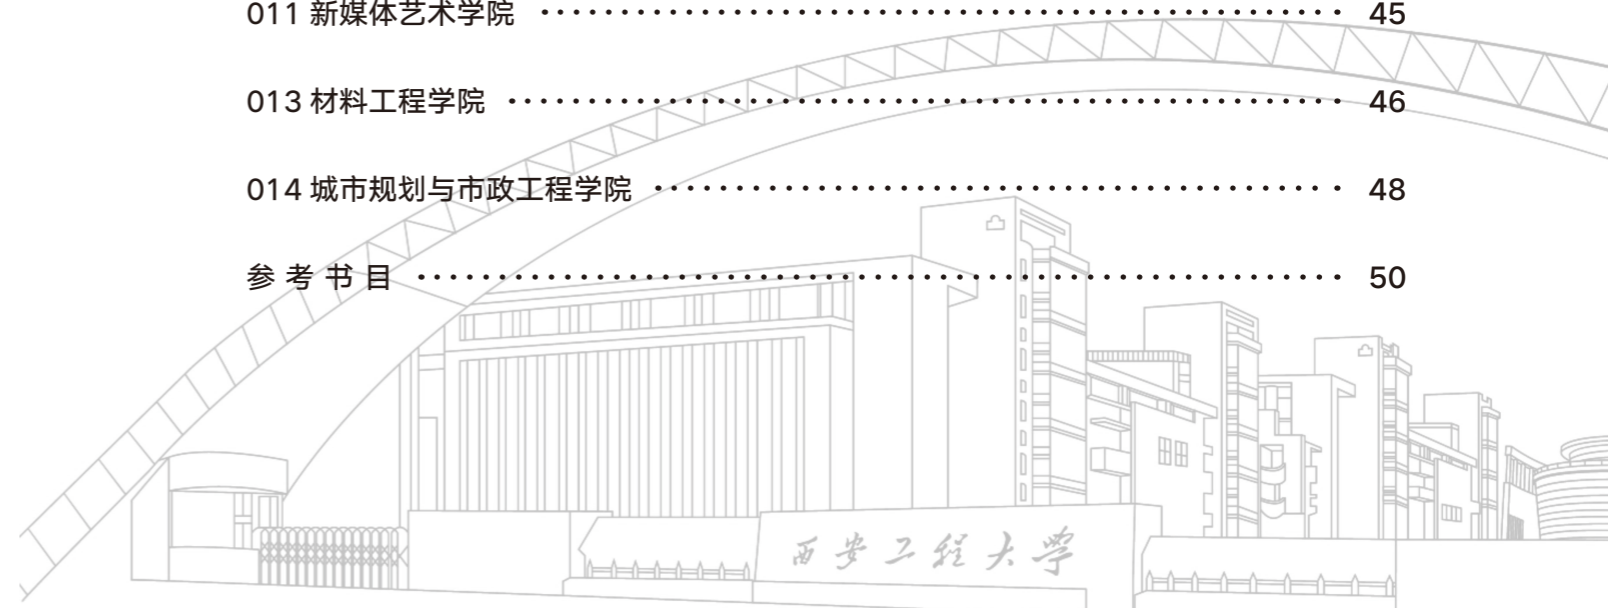 011 新媒体艺术学院 ········································ 45
013 材料工程学院 ········································ 46
014 城市规划与市政工程学院 ········································ 48
参考书目 ········································ 50
西安工程大学